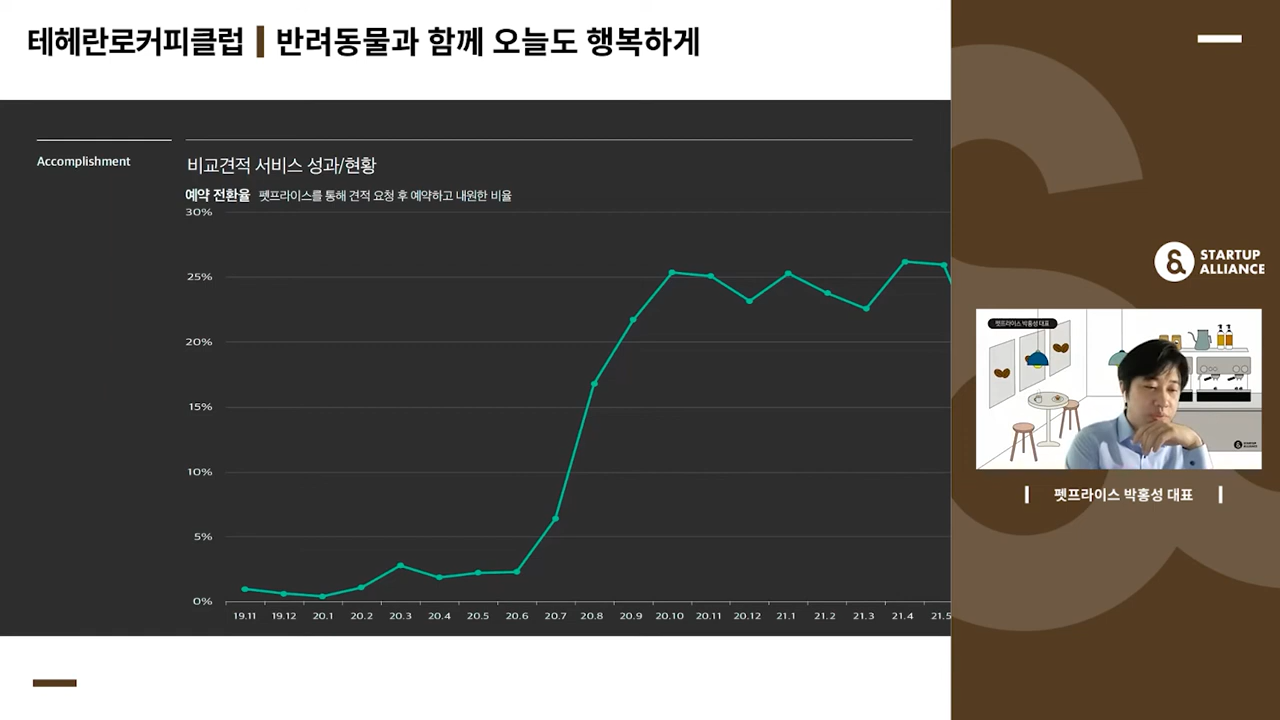 테헤란로커피클럽 | 반려동물과 함께 오늘도 행복하게
Accomplishment
비교견적 서비스 성과/현황
예약 전환율 펫프라이스를 통해 견적 요청 후 예약하고 내원한 비율
30%
25%
20%
15%
10%
5%
0%
19.11 19.12 20.1 20.2 20.3 20.4 20.5 20.6 20.7 20.8 20.9 20.10 20.11 20.12 21.1 21.2 21.3 21.4 21.5
STARTUP
ALLIANCE
펫프라이스 박홍성 대표
| 펫프라이스 박홍성 대표 |